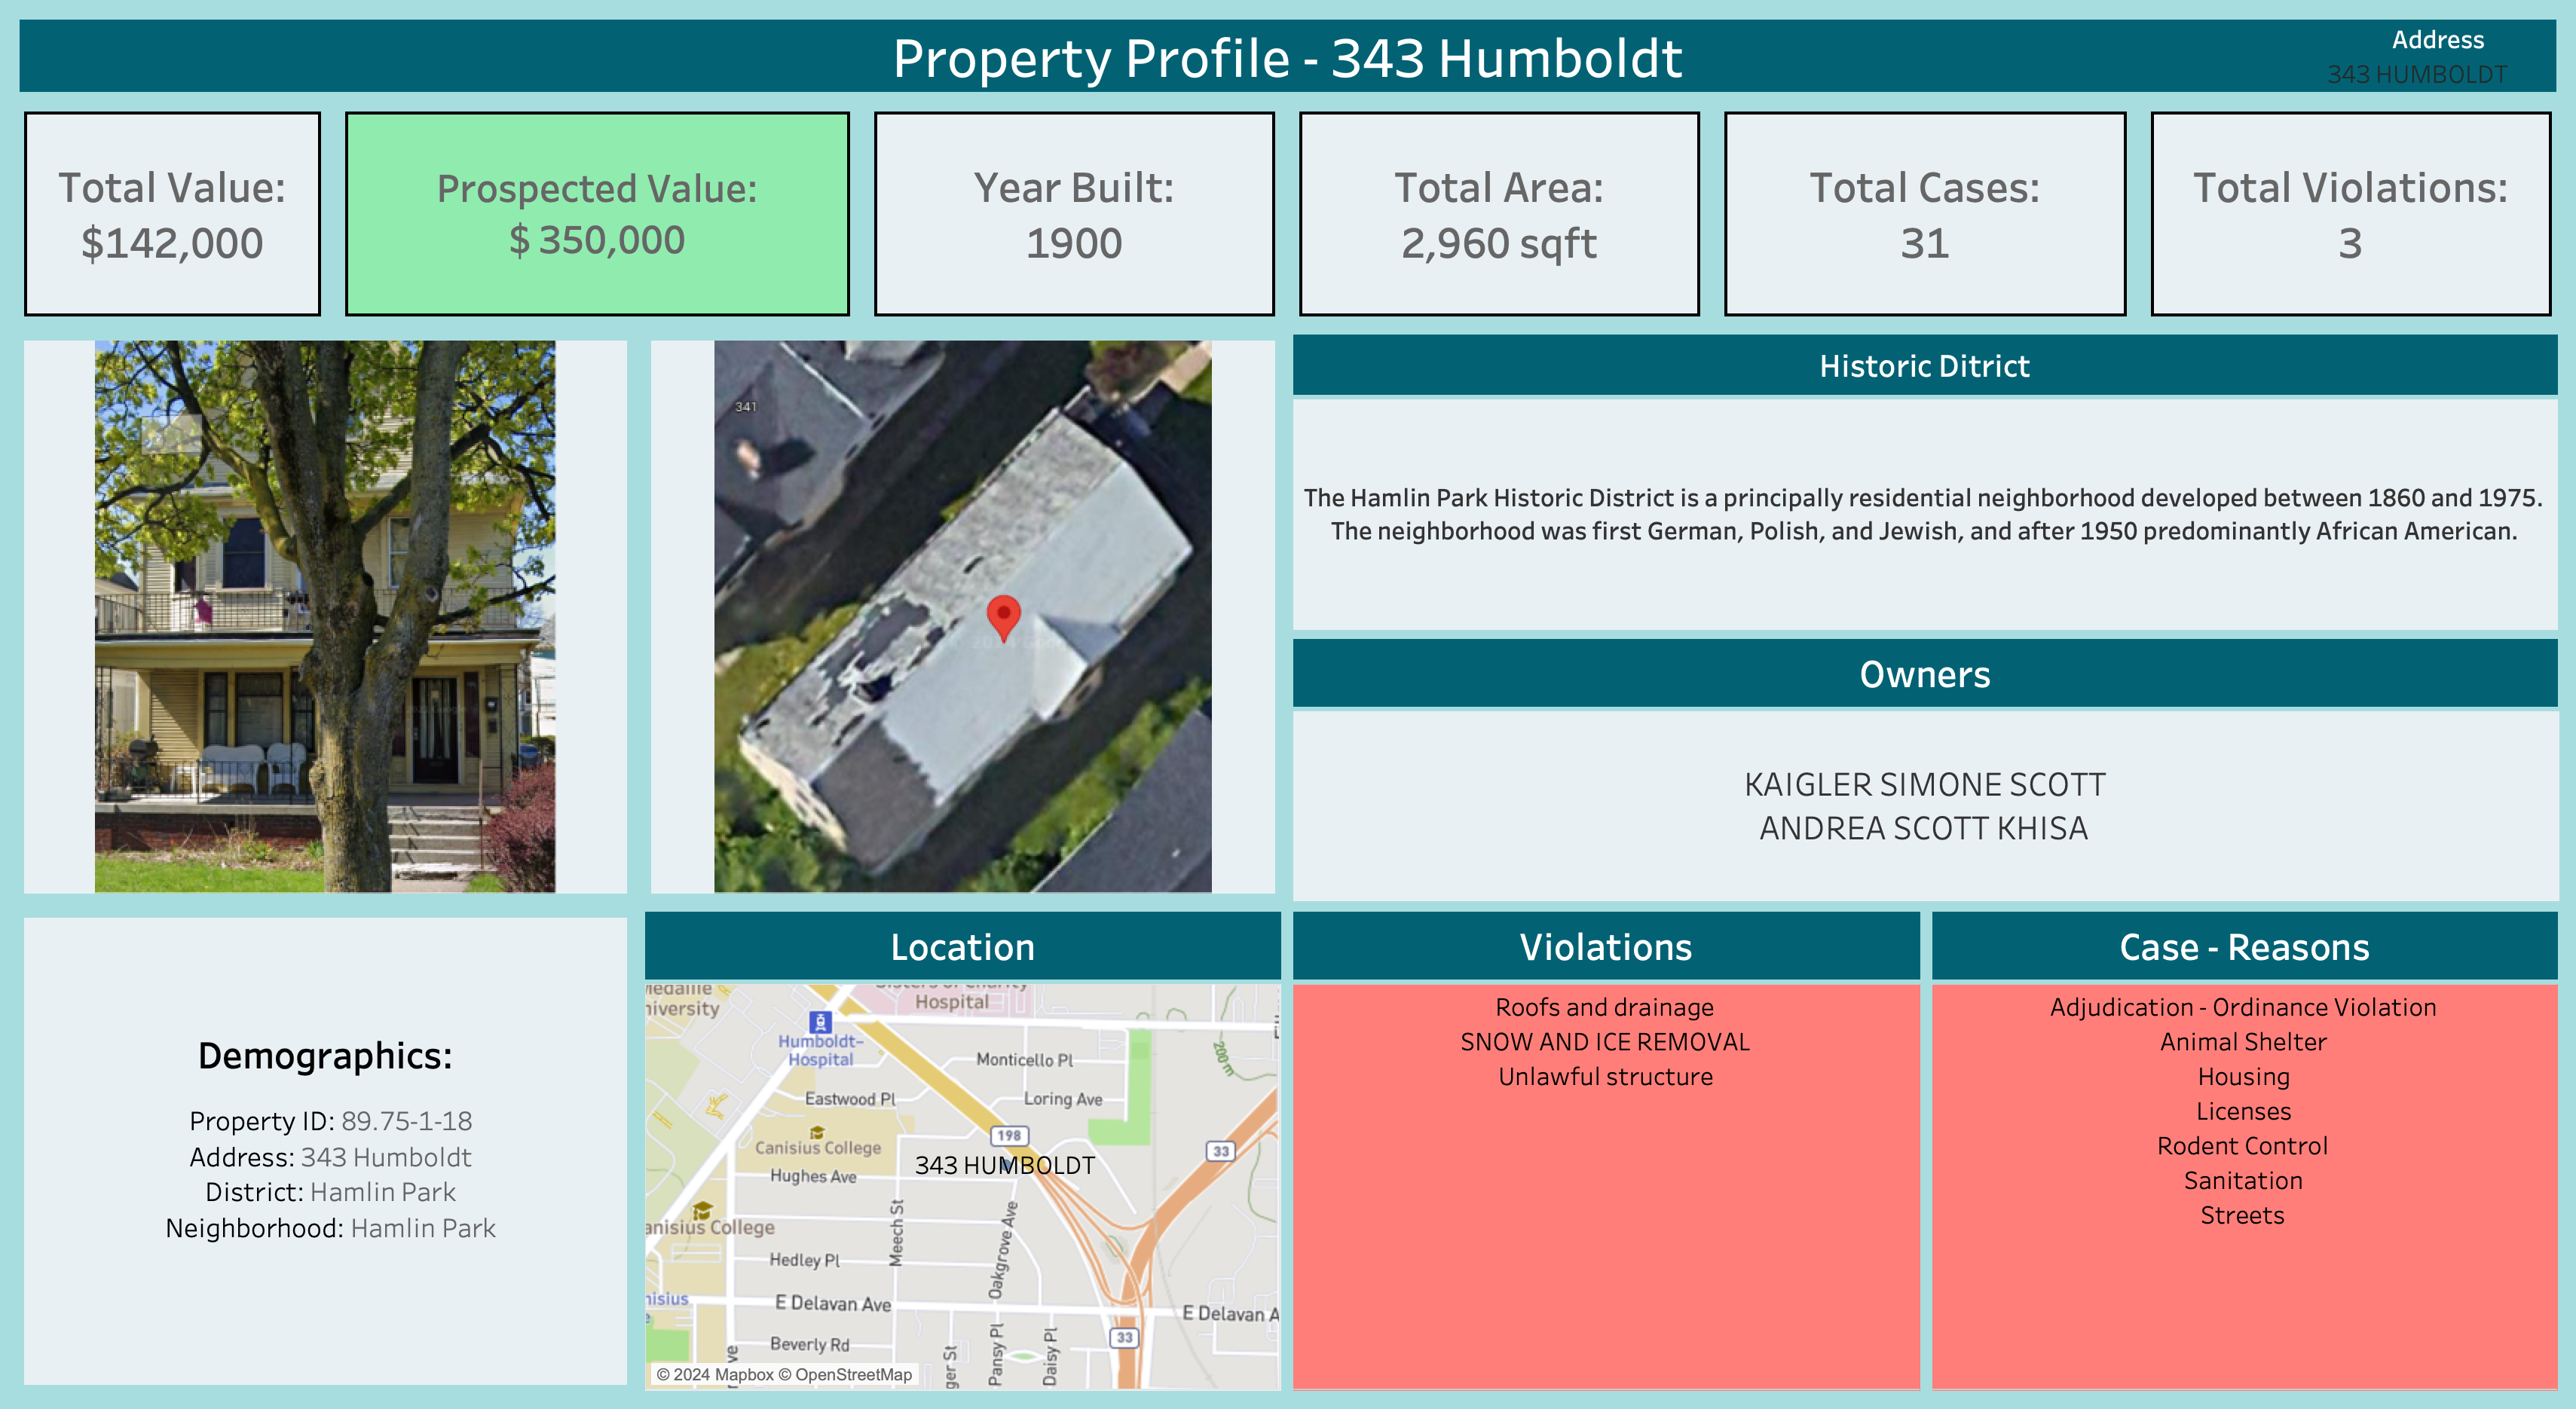 Property Profile - 343 Humboldt
Address
343 HUMBOLDT
Total Value:
$142,000
Prospected Value:
$ 350,000
Year Built:
1900
Total Area:
2,960 sqft
Total Cases:
31
Total Violations:
3
341
Historic Ditrict
The Hamlin Park Historic District is a principally residential neighborhood developed between 1860 and 1975.
The neighborhood was first German, Polish, and Jewish, and after 1950 predominantly African American.
Owners
KAIGLER SIMONE SCOTT
ANDREA SCOTT KHISA
Demographics:
Property ID: 89.75-1-18
Address: 343 Humboldt
District: Hamlin Park
Neighborhood: Hamlin Park
Location
Hospital
Humboldt-
Hospital
Monticello Pl
200 m
Eastwood Pl
Loring Ave
198
Canisius College
33
343 HUMBOLDT
Hughes Ave
Meech St
Oakgrove Ave
anisius College
Hedley Pl
nisius
E Delavan Ave
E Delavan A
33
Beverly Rd
ger St
Pansy Pl
Daisy Pl
© 2024 Mapbox © OpenStreetMap
Violations
Roofs and drainage
SNOW AND ICE REMOVAL
Unlawful structure
Case - Reasons
Adjudication - Ordinance Violation
Animal Shelter
Housing
Licenses
Rodent Control
Sanitation
Streets